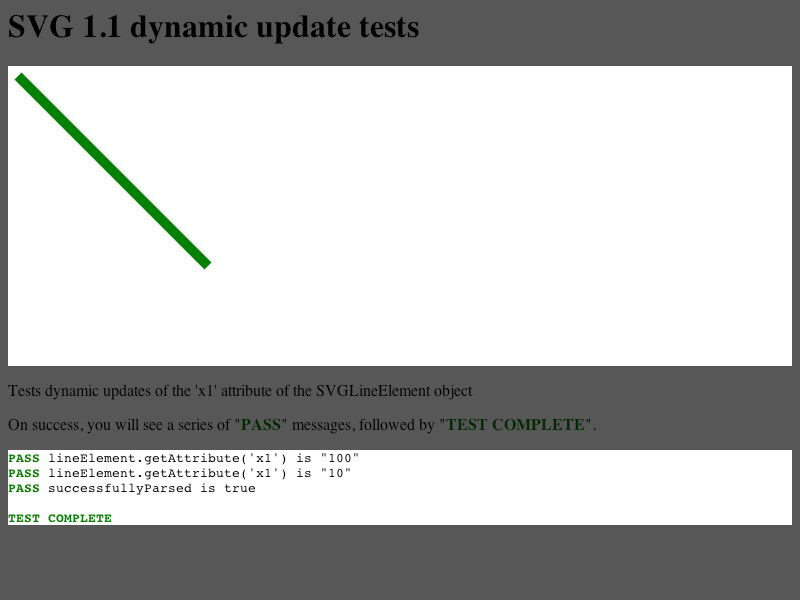 SVG 1.1 dynamic update tests
Tests dynamic updates of the 'x1' attribute of the SVGLineElement object
On success, you will see a series of "PASS" messages, followed by "TEST COMPLETE".
PASS lineElement.getAttribute('x1') is "100"
PASS lineElement.getAttribute('x1') is "10"
PASS successfullyParsed is true
TEST COMPLETE